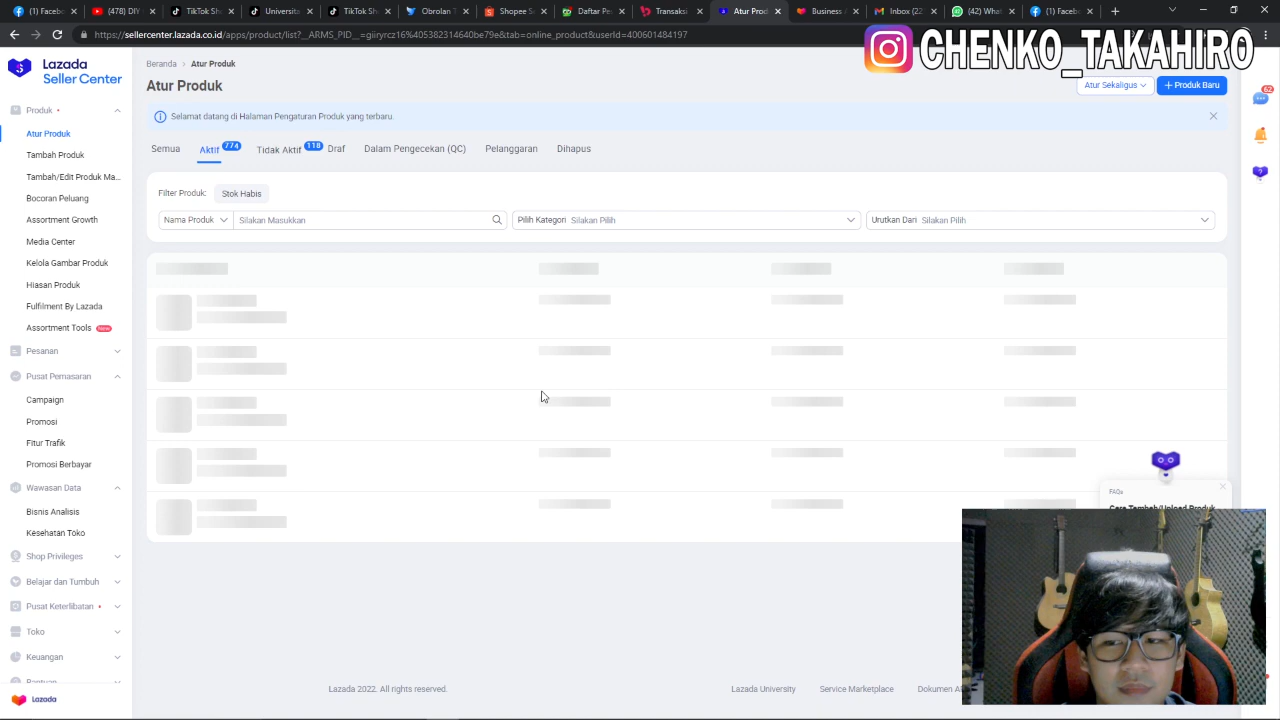 (1) Faceb
(478) DIY
TikTok Sh
Universit
TikTok Sh
Obrolany
Shopee S
Daftar Pe
Transaksi
Atur Prod
Business
Inbox (22
(42) What
(1) Faceb
https://sellercenter.lazada.co.id/apps/product/list?_ARMS_PID__=giiryrcz16%405382314640be79e&tab=online_product&userId=400601484197
CHENKO_TAKAHIRO
Lazada
Seller Center
Beranda > Atur Produk
Atur Produk
Atur Sekaligus
+ Produk Baru
62
Selamat datang di Halaman Pengaturan Produk yang terbaru.
Semua
Aktif 774
Tidak Aktif 118
Draf
Dalam Pengecekan (QC)
Pelanggaran
Dihapus
Filter Produk: Stok Habis
Nama Produk
Silakan Masukkan
Pilih Kategori Silakan Pilih
Urutkan Dari Silakan Pilih
Produk
Atur Produk
Tambah Produk
Tambah/Edit Produk Ma...
Bocoran Peluang
Assortment Growth
Media Center
Kelola Gambar Produk
Hiasan Produk
Fulfilment By Lazada
Assortment Tools New
Pesanan
Pusat Pemasaran
Campaign
Promosi
Fitur Trafik
Promosi Berbayar
Wawasan Data
Bisnis Analisis
Kesehatan Toko
Shop Privileges
Belajar dan Tumbuh
Pusat Keterlibatan
Toko
Keuangan
Bantuan
Lazada
FAQs
Cara Tambah/Upload Produk
Lazada 2022. All rights reserved.
Lazada University
Service Marketplace
Dokumen A